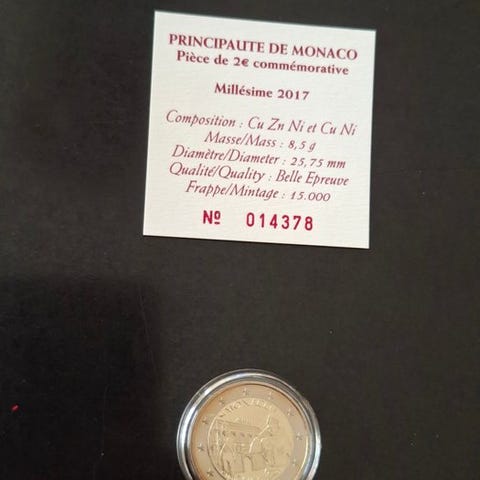 PRINCIPAUTE DE MONACO
Pièce de 2€ commémorative
Millésime 2017
Composition : Cu Zn Ni et Cu Ni
Masse/Mass : 8,5 g
Diamètre/Diameter : 25,75 mm
Qualité/Quality : Belle Epreuve
Frappe/Mintage : 15.000
Nº 014378